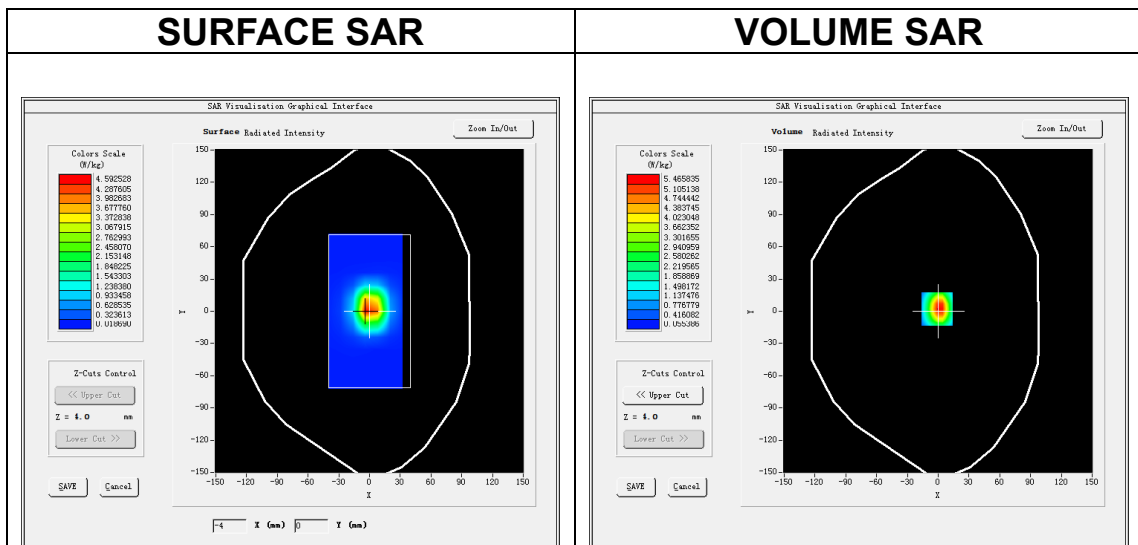 SURFACE SAR
VOLUME SAR
SAR Visualisation Graphical Interface
Surface Radiated Intensity
Zoom In/Out
Colors Scale
(W/kg)
4.592528
4.287605
3.982683
3.677760
3.372838
3.067915
2.762993
2.458070
2.153148
1.848225
1.543303
1.238380
0.933458
0.628535
0.323613
0.018690
150
120
90
60
30
0
-30
-60
-90
-120
-150
Y
-150 -120 -90 -60 -30 0 30 60 90 120 150
X
Z-Cuts Control
<< Upper Cut
Z = 4.0 mm
Lower Cut >>
SAVE Cancel
-4 X (mm) 0 Y (mm)
SAR Visualisation Graphical Interface
Volume Radiated Intensity
Zoom In/Out
Colors Scale
(W/kg)
5.465835
5.105138
4.744442
4.383745
4.023048
3.662352
3.301655
2.940959
2.580262
2.219565
1.858869
1.498172
1.137476
0.776779
0.416082
0.055386
150
120
90
60
30
0
-30
-60
-90
-120
-150
Y
-150 -120 -90 -60 -30 0 30 60 90 120 150
X
Z-Cuts Control
<< Upper Cut
Z = 4.0 mm
Lower Cut >>
SAVE Cancel